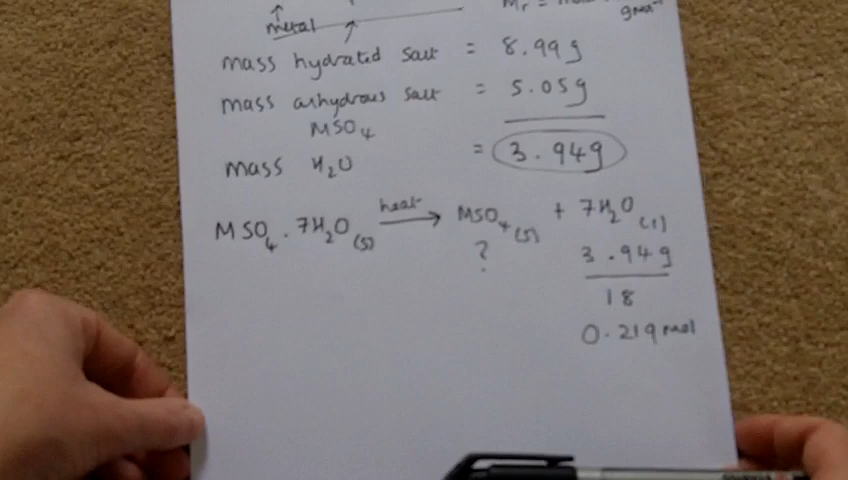 metal
Mr =
mass hydrated salt = 8.99g
mass anhydrous salt = 5.05g
MSO4
mass H2O = 3.94g
MSO4.7H2O(s) heat → MSO4(s) + 7H2O(l)
? 3.94g
18
0.219 mol